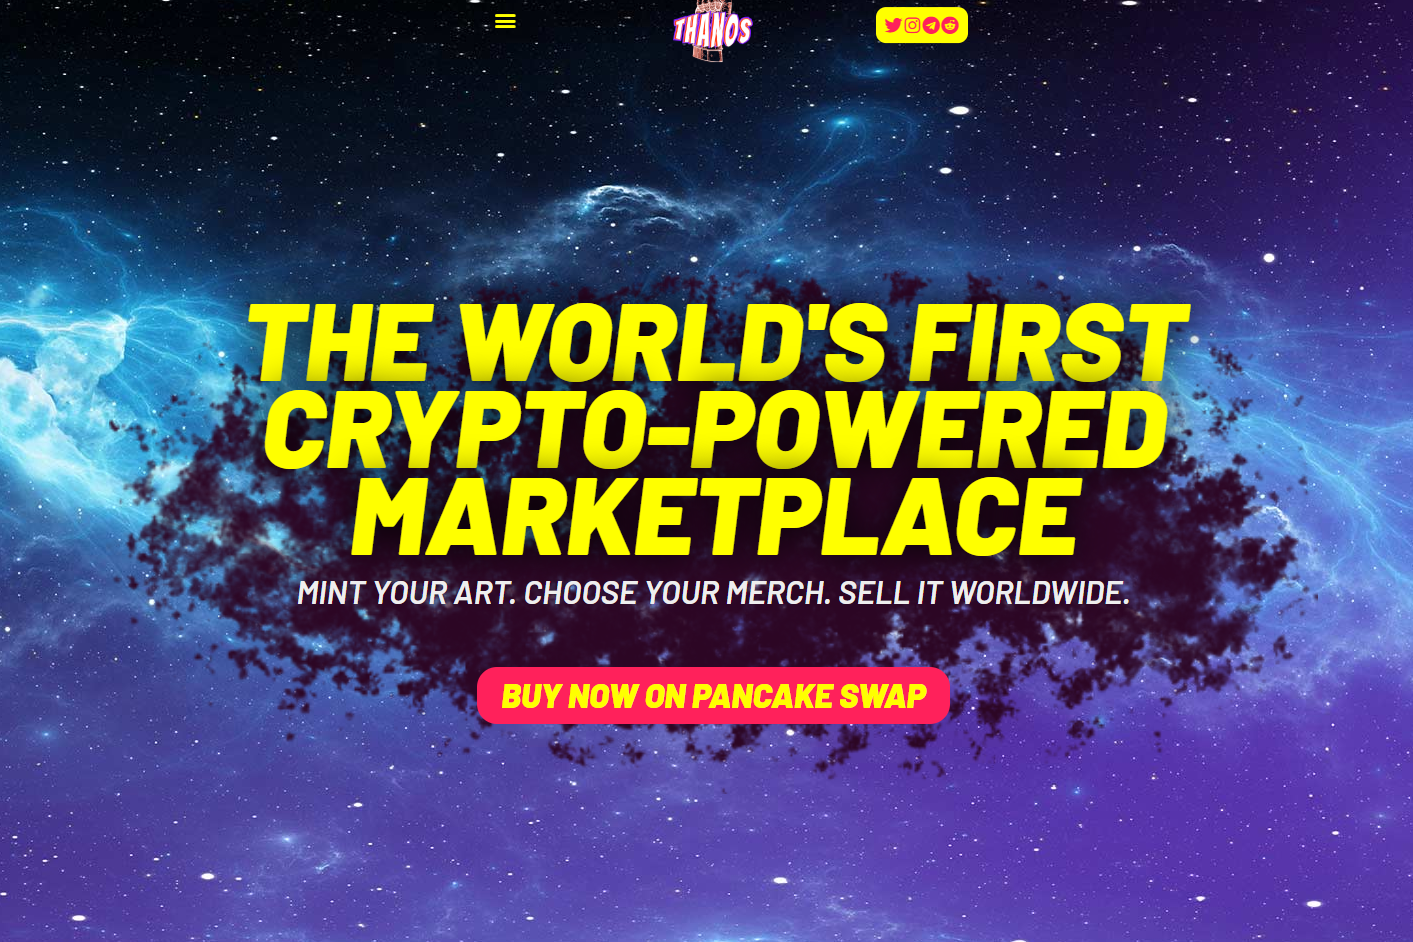 THANOS
THE WORLD'S FIRST
CRYPTO-POWERED
MARKETPLACE
MINT YOUR ART. CHOOSE YOUR MERCH. SELL IT WORLDWIDE.
BUY NOW ON PANCAKE SWAP